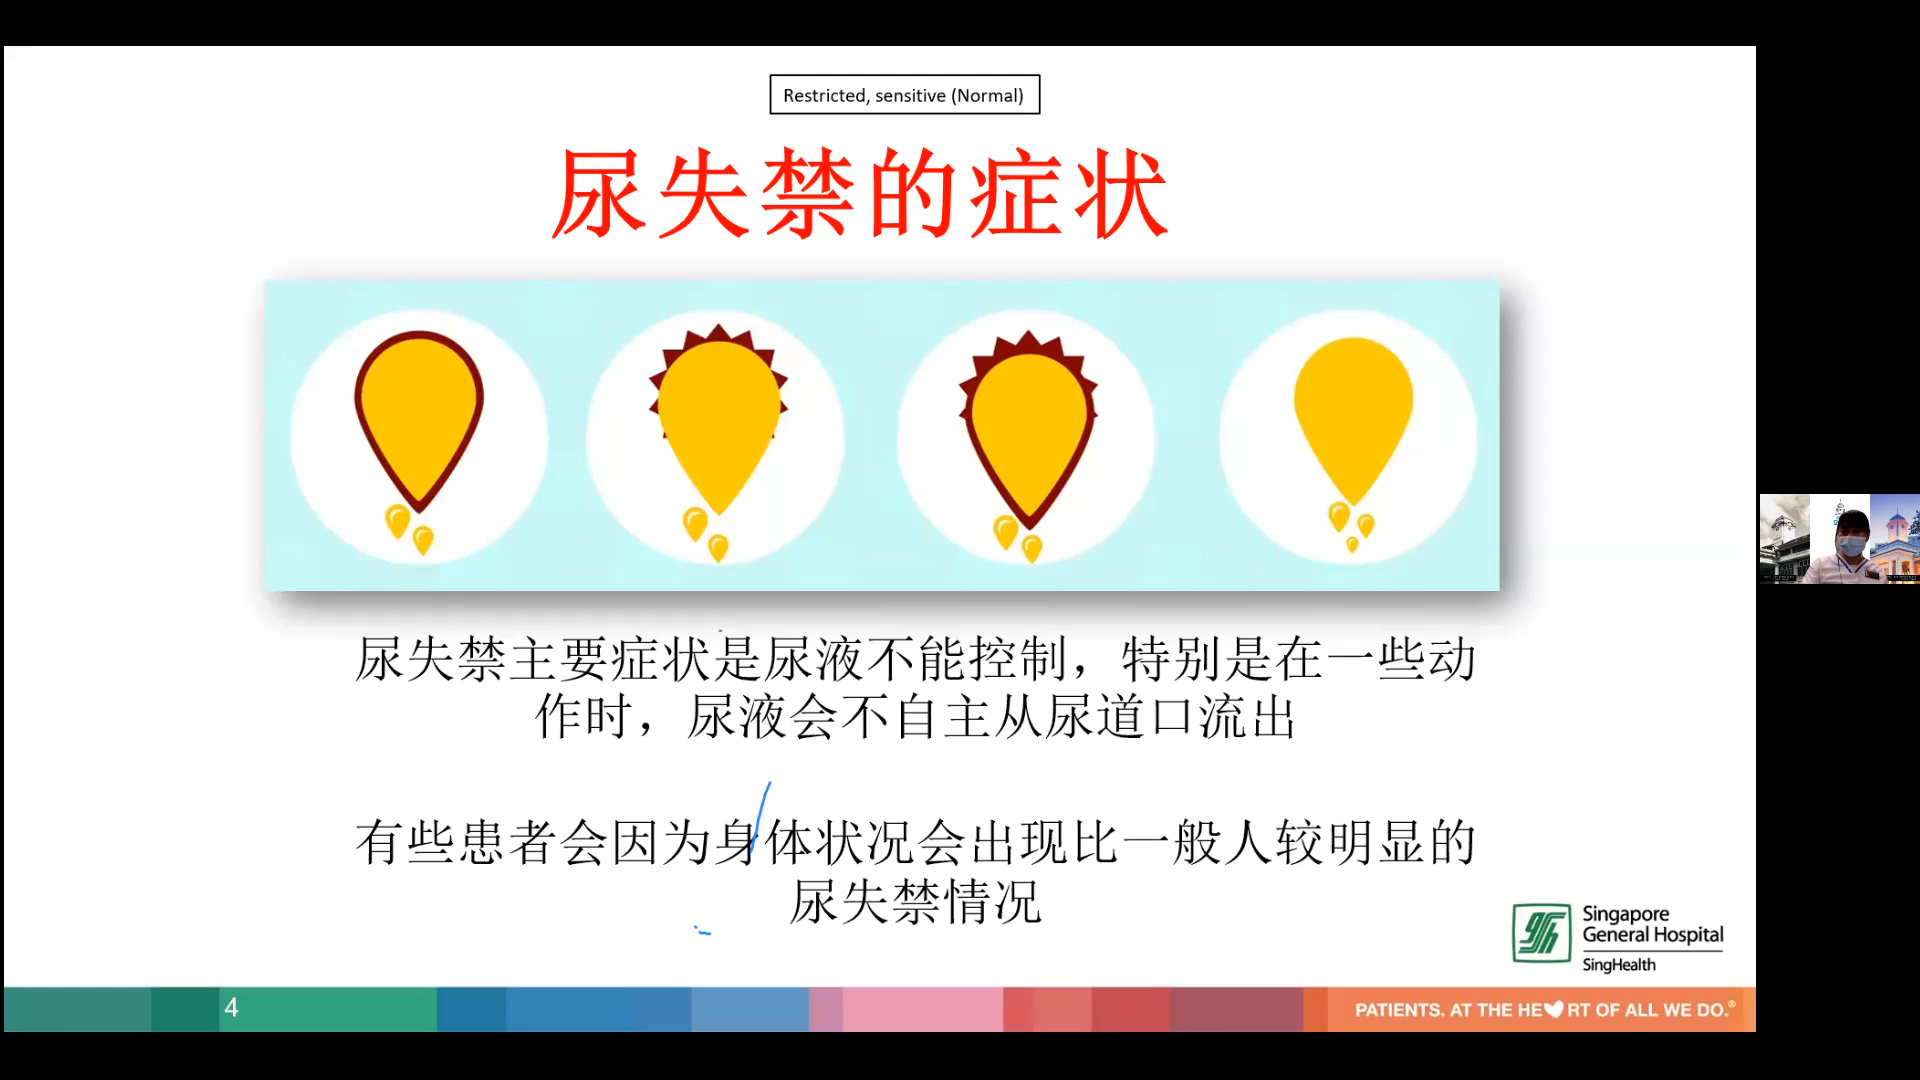 Restricted, sensitive (Normal)
尿失禁的症状
尿失禁主要症状是尿液不能控制，特别是在一些动
作时，尿液会不自主从尿道口流出
有些患者会因为身体状况会出现比一般人较明显的
尿失禁情况
Singapore
General Hospital
SingHealth
4
PATIENTS. AT THE HE RT OF ALL WE DO.®